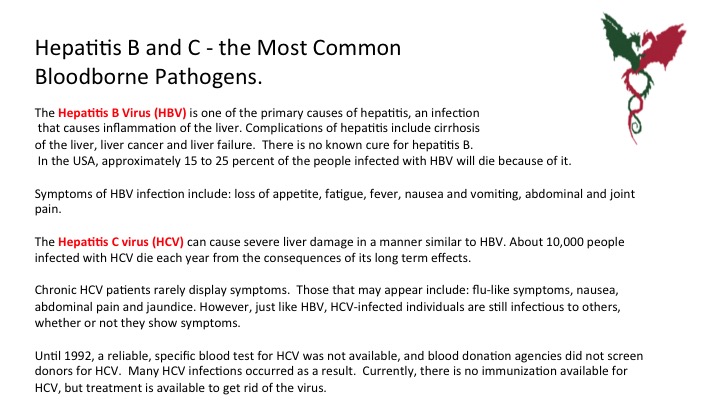 Hepatitis B and C - the Most Common
Bloodborne Pathogens.
The Hepatitis B Virus (HBV) is one of the primary causes of hepatitis, an infection
that causes inflammation of the liver. Complications of hepatitis include cirrhosis
of the liver, liver cancer and liver failure.  There is no known cure for hepatitis B.
In the USA, approximately 15 to 25 percent of the people infected with HBV will die because of it.
Symptoms of HBV infection include: loss of appetite, fatigue, fever, nausea and vomiting, abdominal and joint
pain.
The Hepatitis C virus (HCV) can cause severe liver damage in a manner similar to HBV. About 10,000 people
infected with HCV die each year from the consequences of its long term effects.
Chronic HCV patients rarely display symptoms.  Those that may appear include: flu-like symptoms, nausea,
abdominal pain and jaundice. However, just like HBV, HCV-infected individuals are still infectious to others,
whether or not they show symptoms.
Until 1992, a reliable, specific blood test for HCV was not available, and blood donation agencies did not screen
donors for HCV.  Many HCV infections occurred as a result.  Currently, there is no immunization available for
HCV, but treatment is available to get rid of the virus.